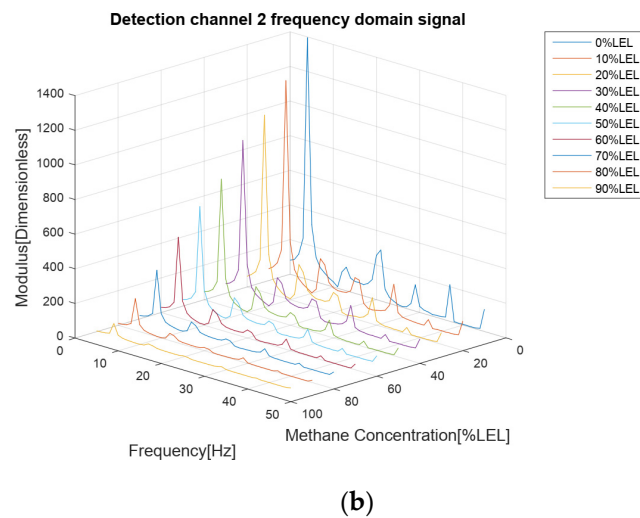 Detection channel 2 frequency domain signal
0%LEL
10%LEL
20%LEL
30%LEL
40%LEL
50%LEL
60%LEL
70%LEL
80%LEL
90%LEL
Modulus[Dimensionless]
1400
1200
1000
800
600
400
200
0
0
10
20
30
40
50
Frequency[Hz]
100
80
60
40
20
0
Methane Concentration[%LEL]
(b)